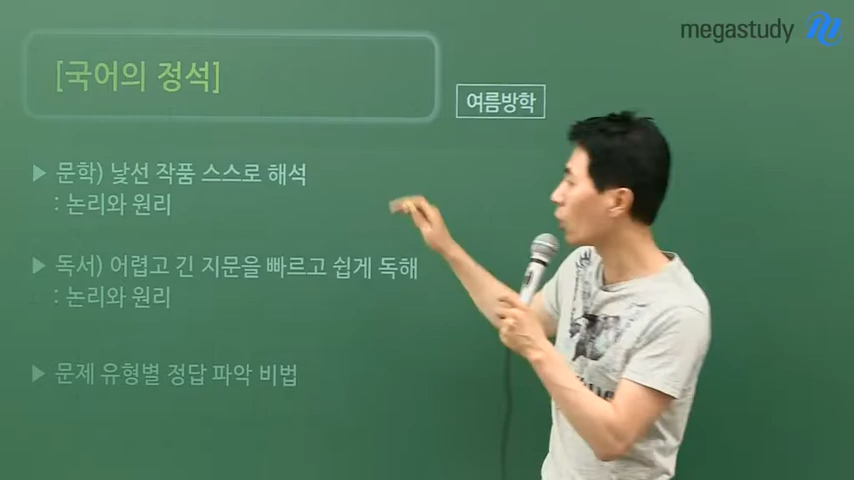 megastudy
[국어의 정석]
여름방학
▶ 문학) 낯선 작품 스스로 해석
: 논리와 원리
▶ 독서) 어렵고 긴 지문을 빠르고 쉽게 독해
: 논리와 원리
▶ 문제 유형별 정답 파악 비법